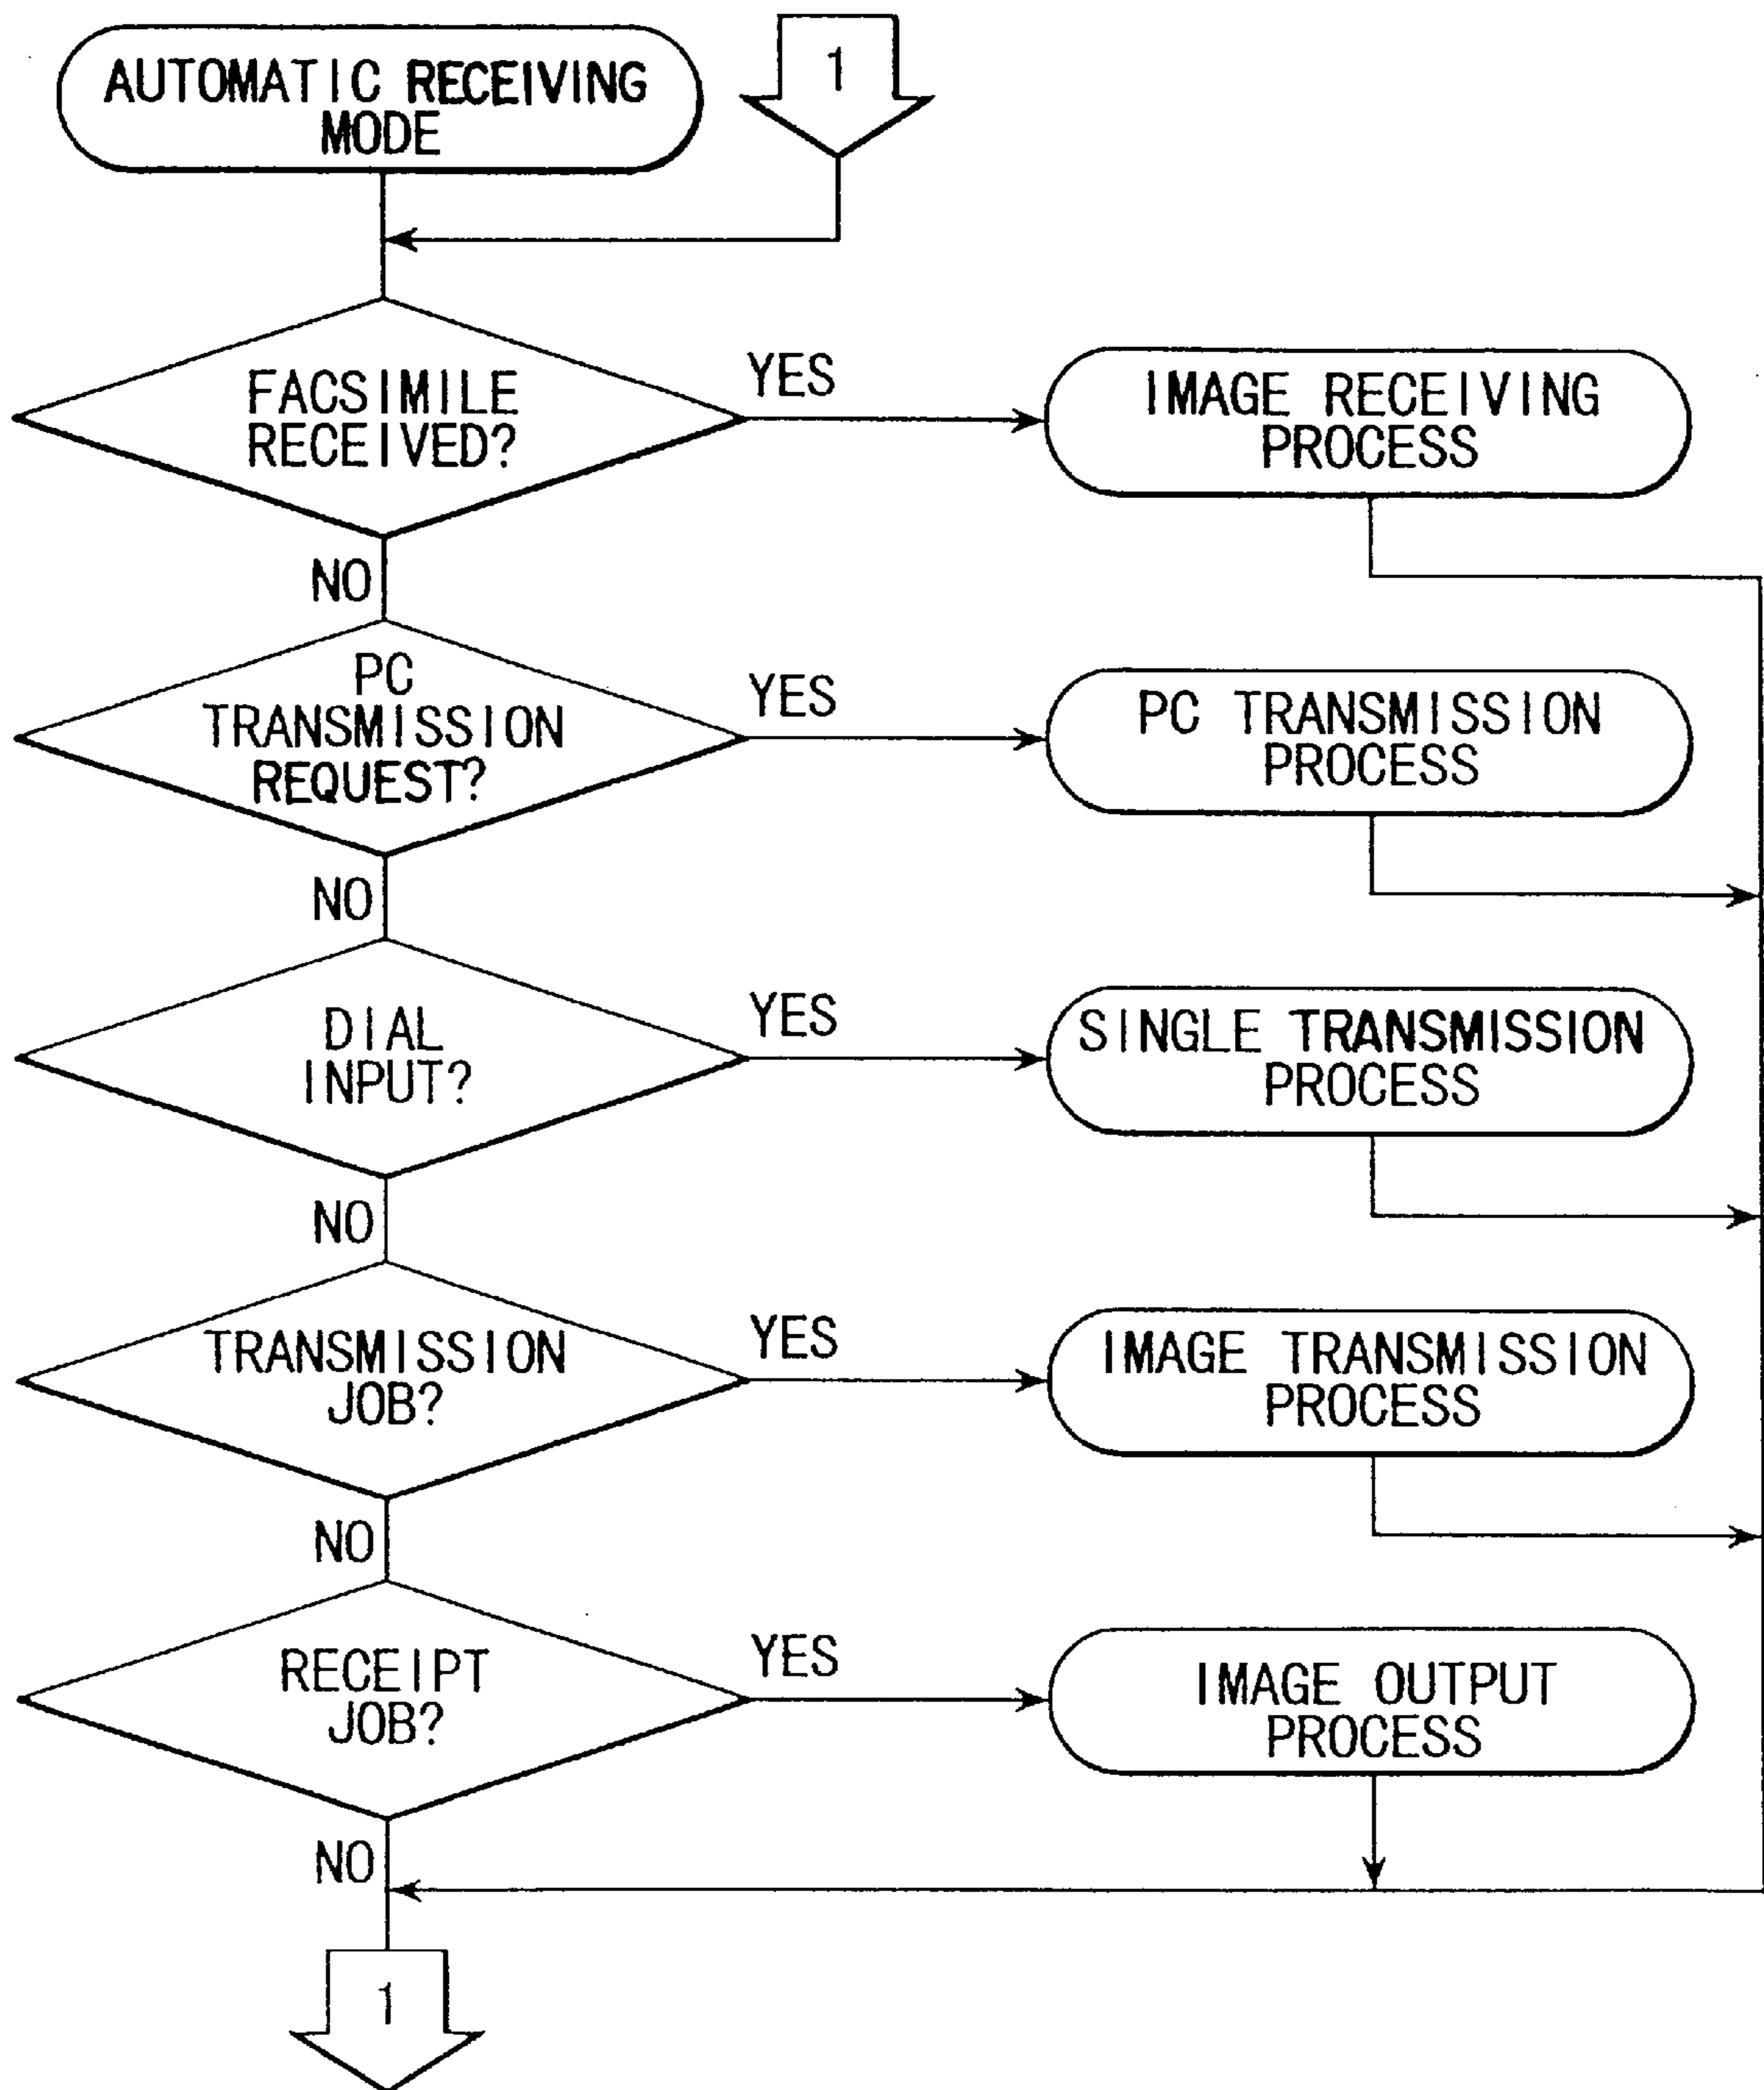 AUTOMATIC RECEIVING
MODE
1
FACSIMILE
RECEIVED?
YES
IMAGE RECEIVING
PROCESS
NO
PC
TRANSMISSION
REQUEST?
YES
PC TRANSMISSION
PROCESS
NO
DIAL
INPUT?
YES
SINGLE TRANSMISSION
PROCESS
NO
TRANSMISSION
JOB?
YES
IMAGE TRANSMISSION
PROCESS
NO
RECEIPT
JOB?
YES
IMAGE OUTPUT
PROCESS
NO
1